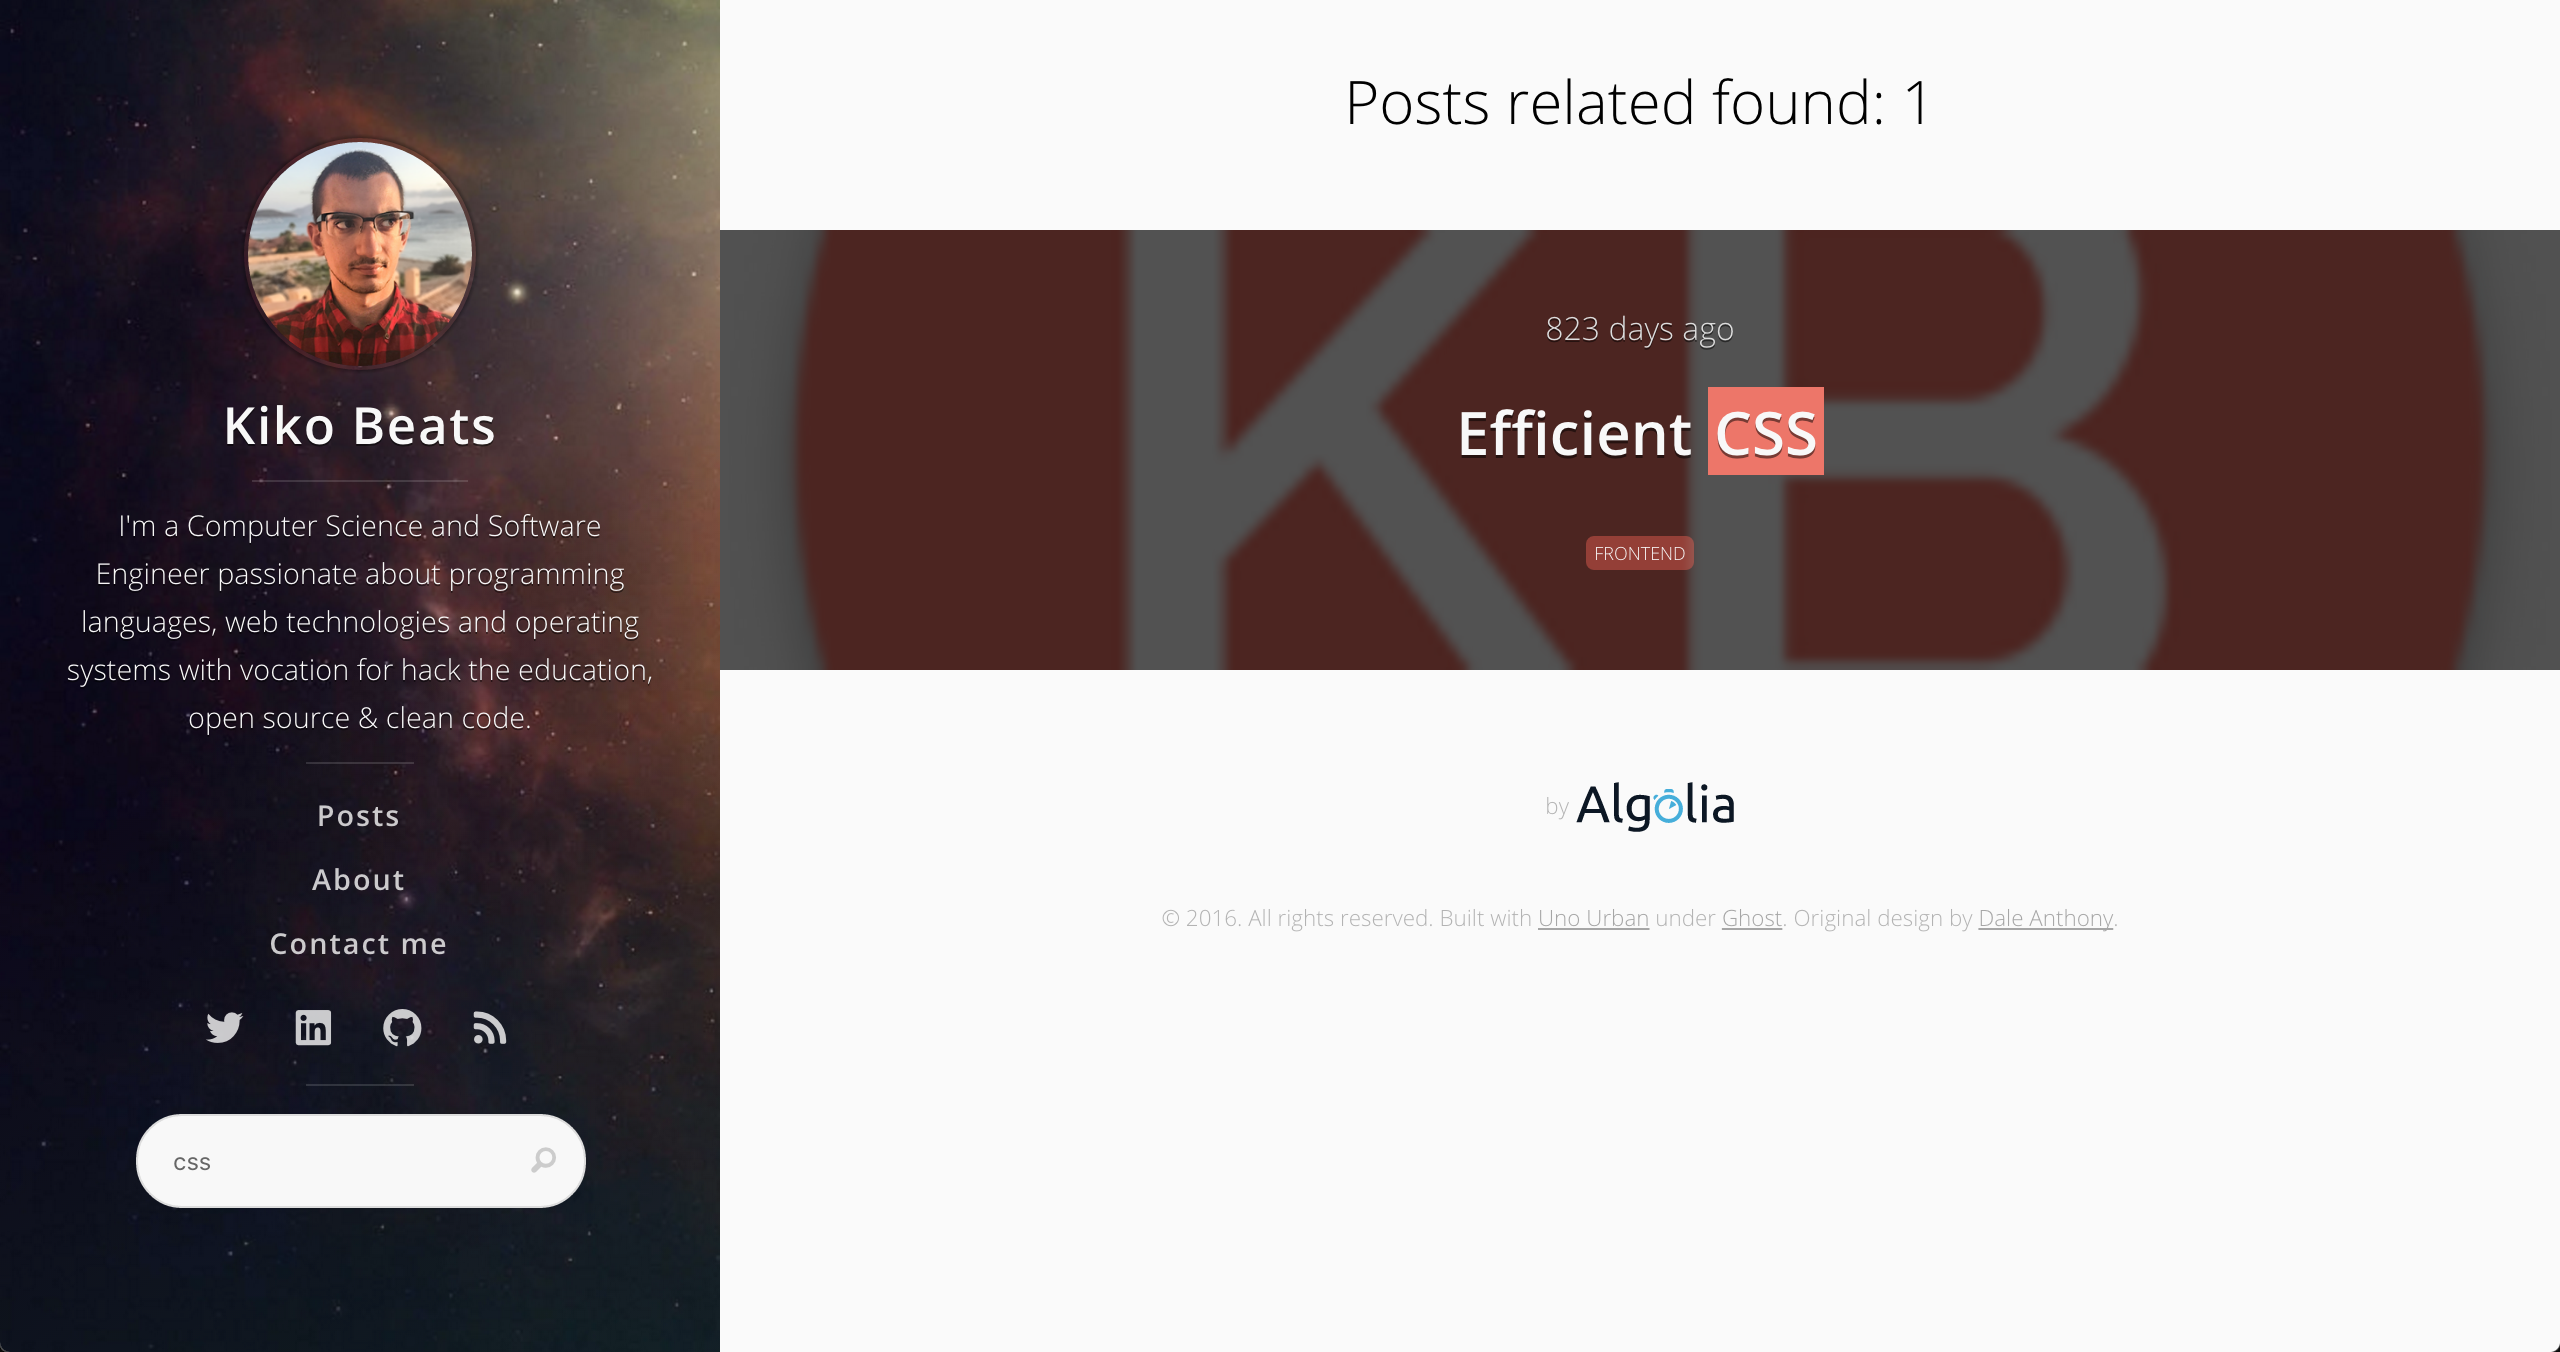 Kiko Beats
I'm a Computer Science and Software
Engineer passionate about programming
languages, web technologies and operating
systems with vocation for hack the education,
open source & clean code.
Posts
About
Contact me
css
Posts related found: 1
KB
823 days ago
Efficient CSS
FRONTEND
by Algolia
© 2016. All rights reserved. Built with Uno Urban under Ghost. Original design by Dale Anthony.